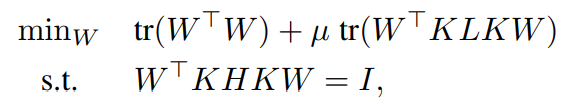 min_W tr(W^⊤W) + μ tr(W^⊤KLKW)
s.t. W^⊤KHKW = I,